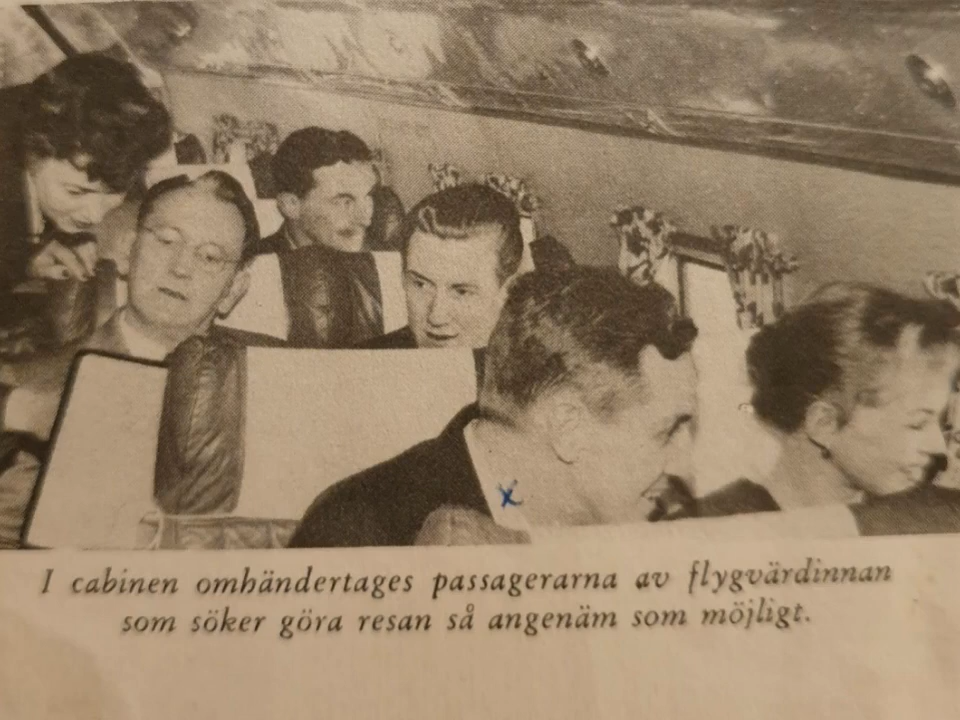 I cabinen omhändertages passagerarna av flygvärdinnan
som söker göra resan så angenäm som möjligt.